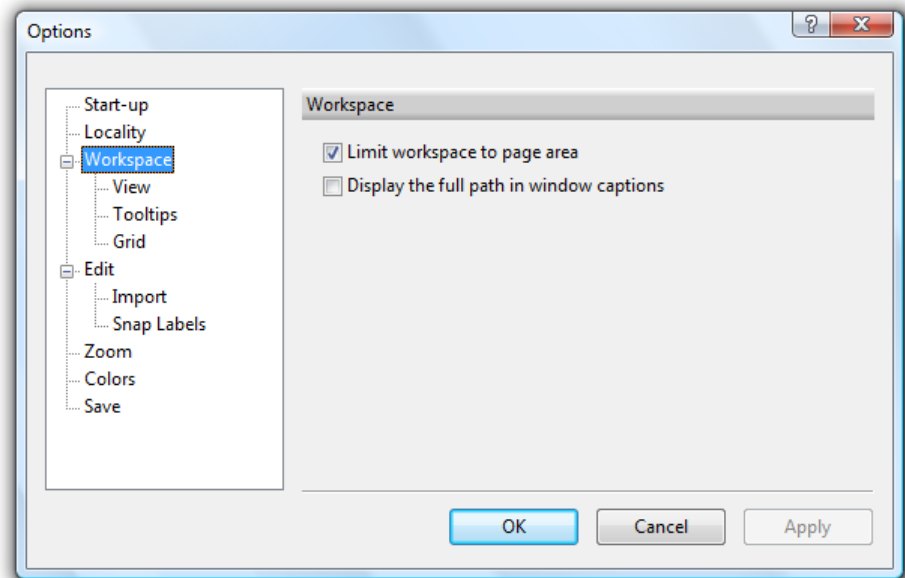 Options
Start-up
Locality
Workspace
View
Tooltips
Grid
Edit
Import
Snap Labels
Zoom
Colors
Save
Workspace
Limit workspace to page area
Display the full path in window captions
OK Cancel Apply